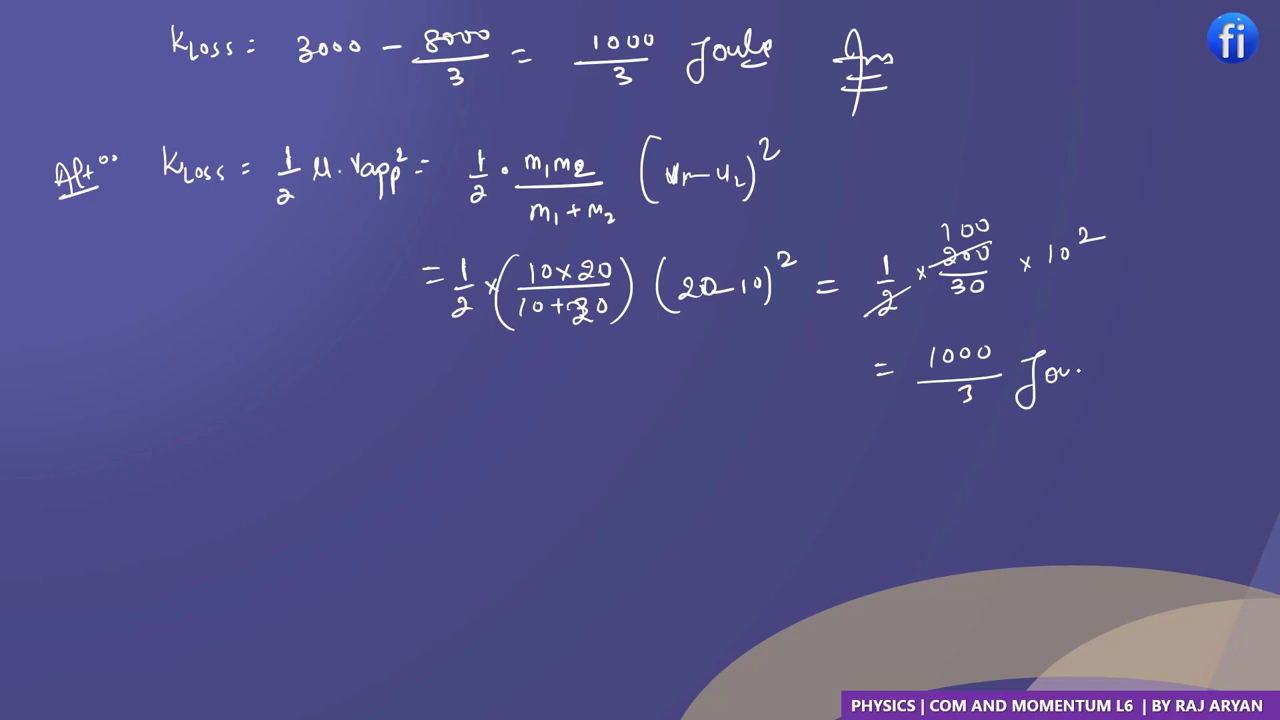 fi
K Loss = 3000 − 8000/3 = 1000/3 Joule Ans
Alt:: K Loss = 1/2 μ. Vapp² = 1/2 . m₁m₂/m₁+m₂ (u₁−u₂)²
= 1/2 × (10×20/10+20) (20−10)² = 1/2 × 200/30 100 × 10²
= 1000/3 Jou.
PHYSICS | COM AND MOMENTUM L6 | BY RAJ ARYAN